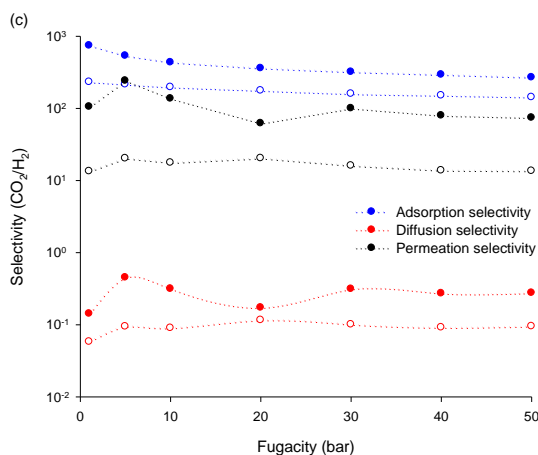 (c)
Selectivity (CO₂/H₂)
10³
10²
10¹
10⁰
10⁻¹
10⁻²
Adsorption selectivity
Diffusion selectivity
Permeation selectivity
0 10 20 30 40 50
Fugacity (bar)